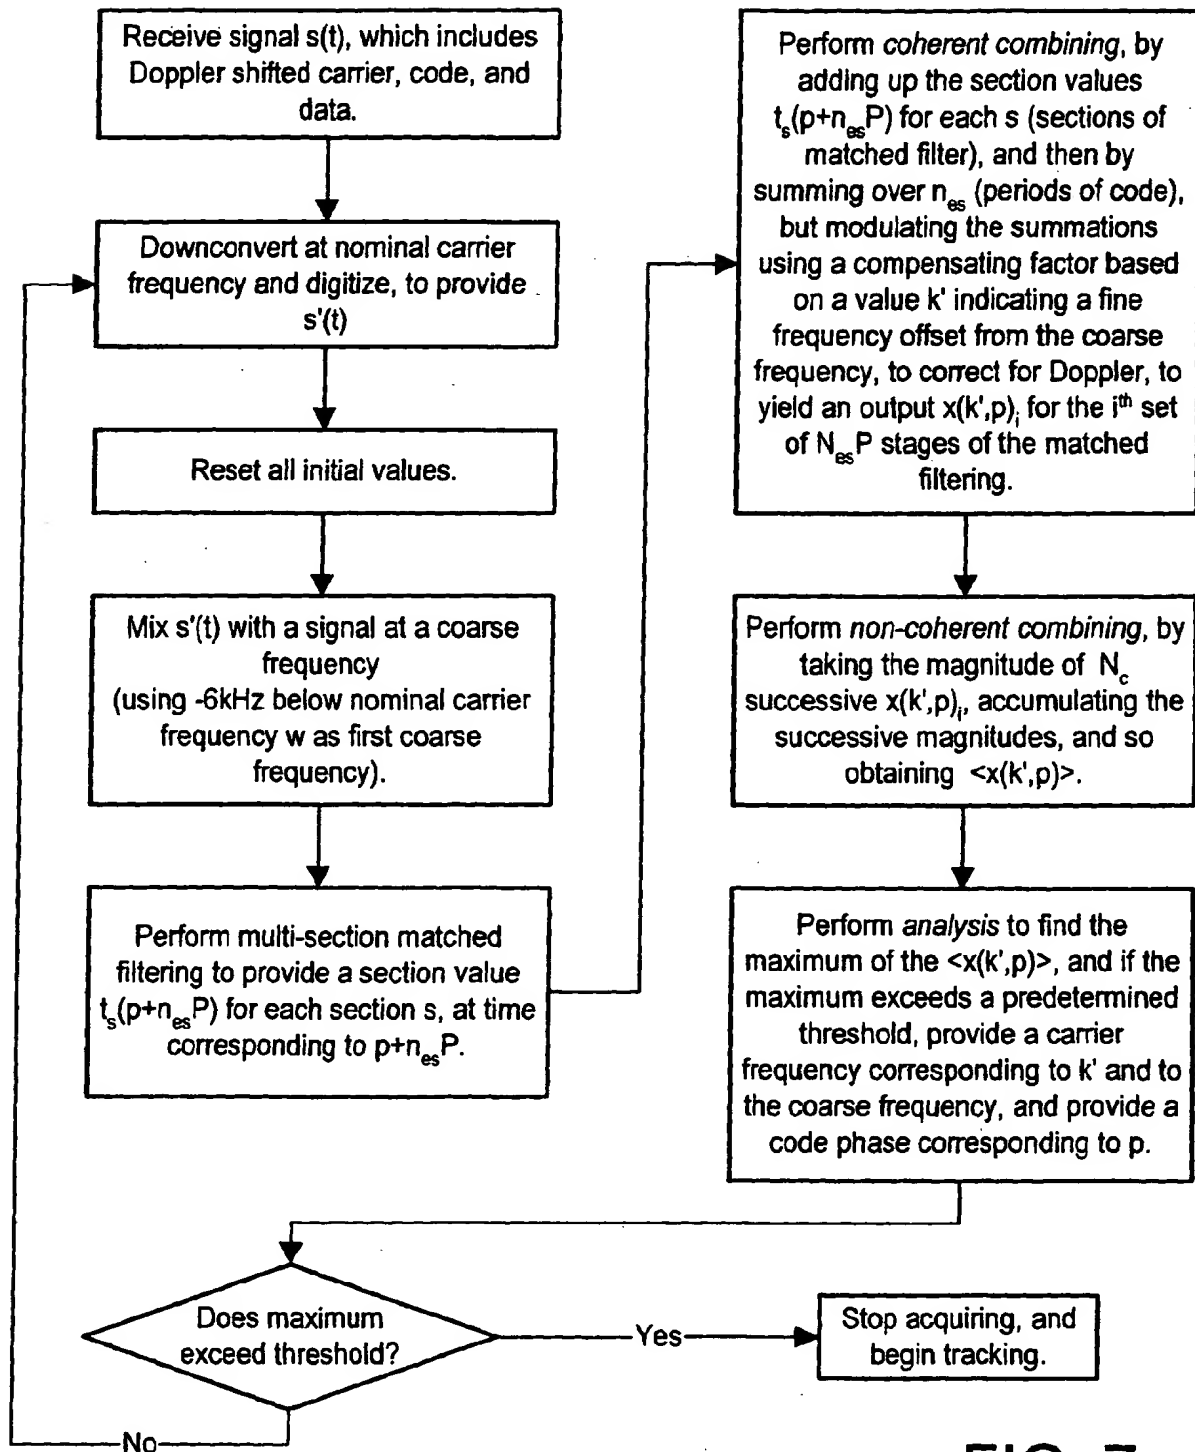 Receive signal s(t), which includes
Doppler shifted carrier, code, and
data.
Downconvert at nominal carrier
frequency and digitize, to provide
s'(t)
Reset all initial values.
Mix s'(t) with a signal at a coarse
frequency
(using -6kHz below nominal carrier
frequency w as first coarse
frequency).
Perform multi-section matched
filtering to provide a section value
t_s(p+n_es P) for each section s, at time
corresponding to p+n_es P.
Perform coherent combining, by
adding up the section values
t_s(p+n_es P) for each s (sections of
matched filter), and then by
summing over n_es (periods of code),
but modulating the summations
using a compensating factor based
on a value k' indicating a fine
frequency offset from the coarse
frequency, to correct for Doppler, to
yield an output x(k',p)_i for the i^th set
of N_es P stages of the matched
filtering.
Perform non-coherent combining, by
taking the magnitude of N_c
successive x(k',p)_i, accumulating the
successive magnitudes, and so
obtaining <x(k',p)>.
Perform analysis to find the
maximum of the <x(k',p)>, and if the
maximum exceeds a predetermined
threshold, provide a carrier
frequency corresponding to k' and to
the coarse frequency, and provide a
code phase corresponding to p.
Does maximum
exceed threshold?
Yes
Stop acquiring, and
begin tracking.
No